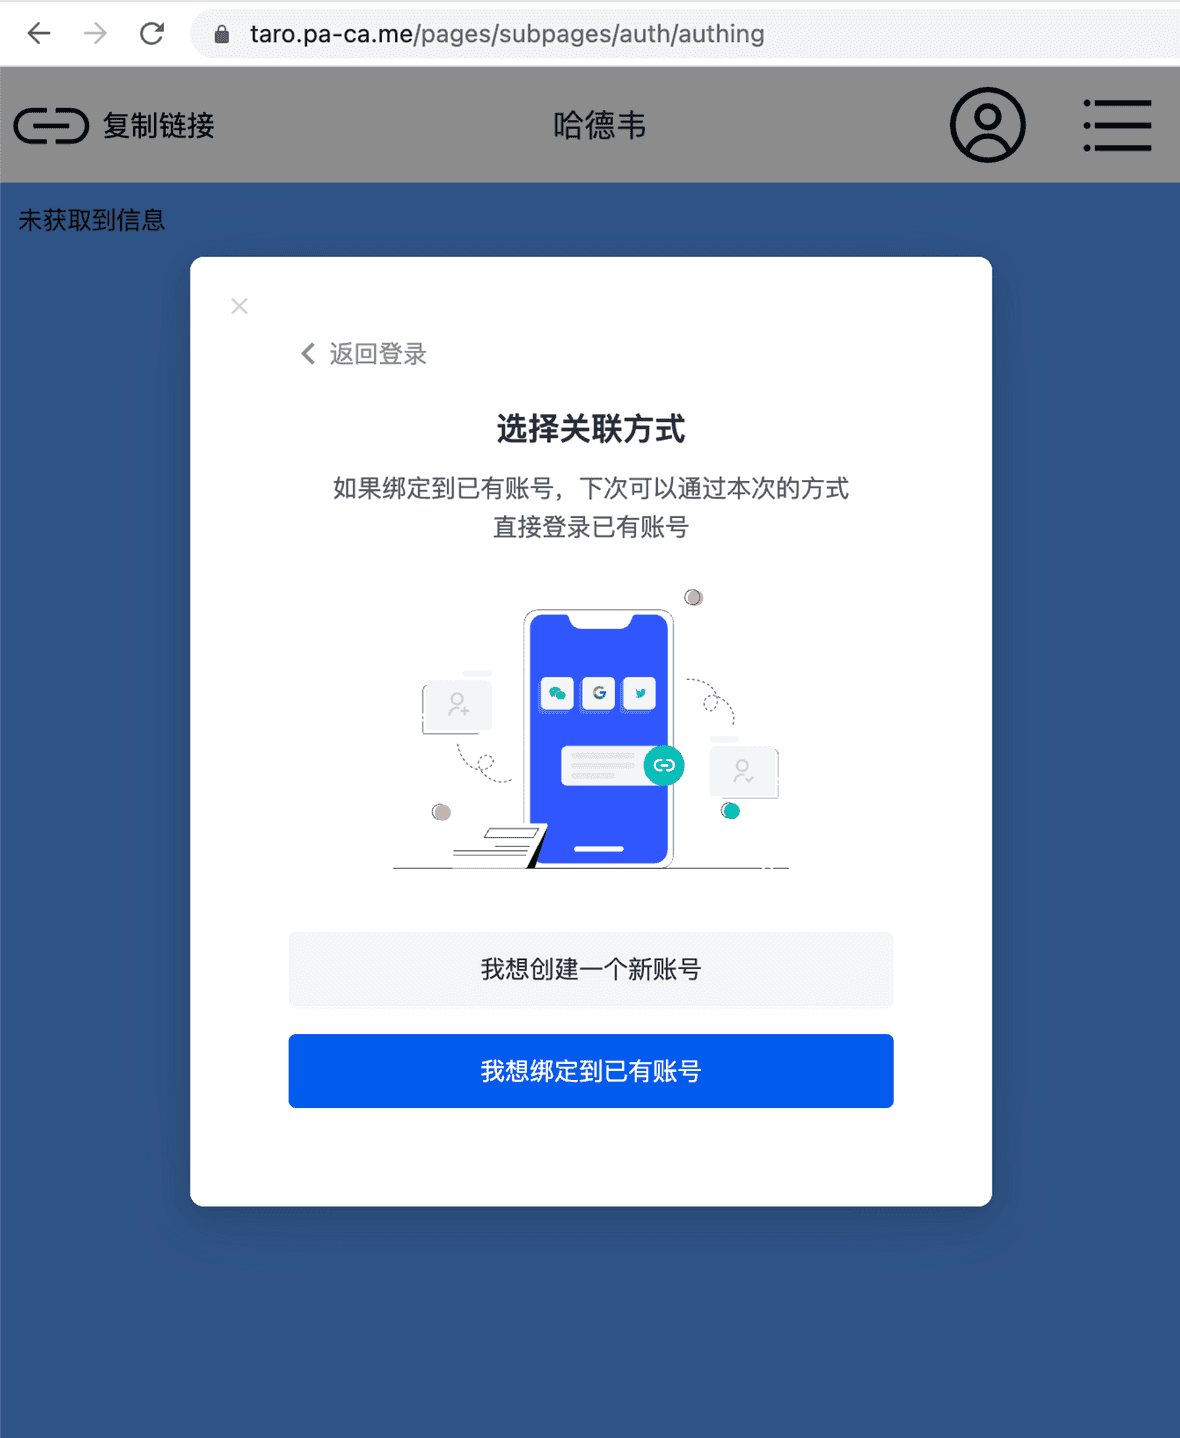 taro.pa-ca.me/pages/subpages/auth/authing
复制链接
哈德韦
未获取到信息
返回登录
选择关联方式
如果绑定到已有账号，下次可以通过本次的方式
直接登录已有账号
我想创建一个新账号
我想绑定到已有账号